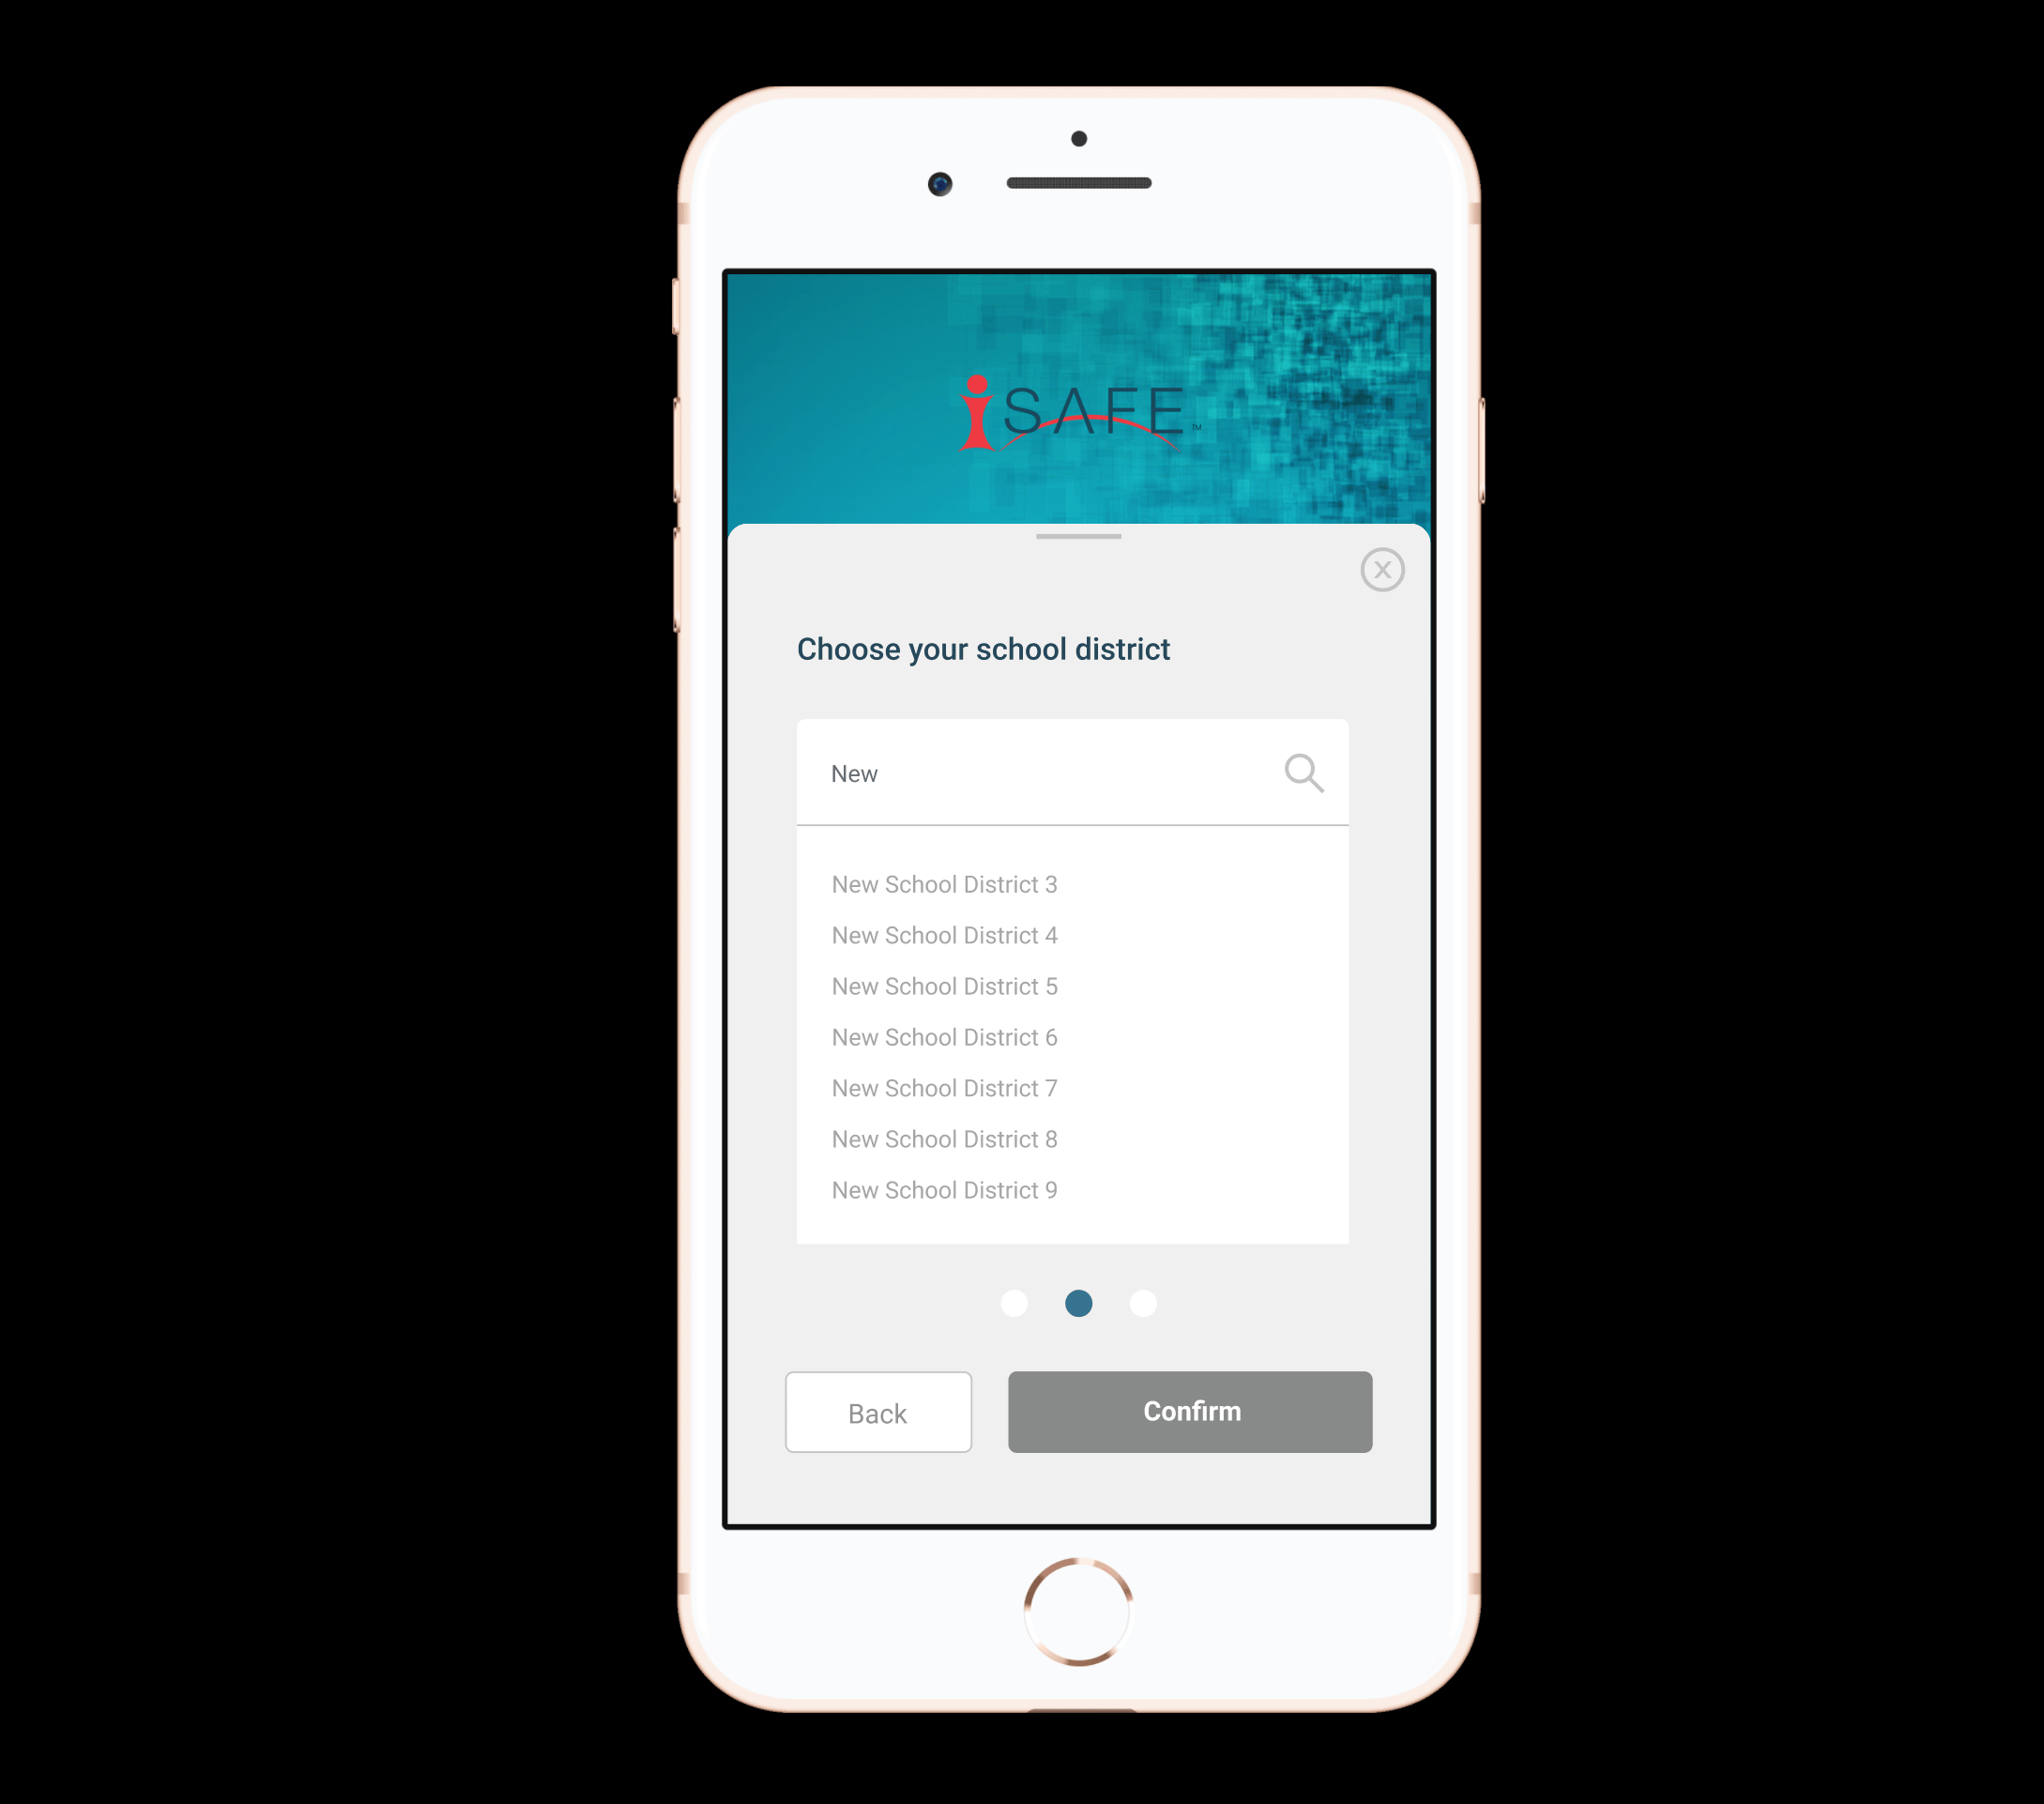 iSAFE™
X
Choose your school district
New
New School District 3
New School District 4
New School District 5
New School District 6
New School District 7
New School District 8
New School District 9
Back
Confirm